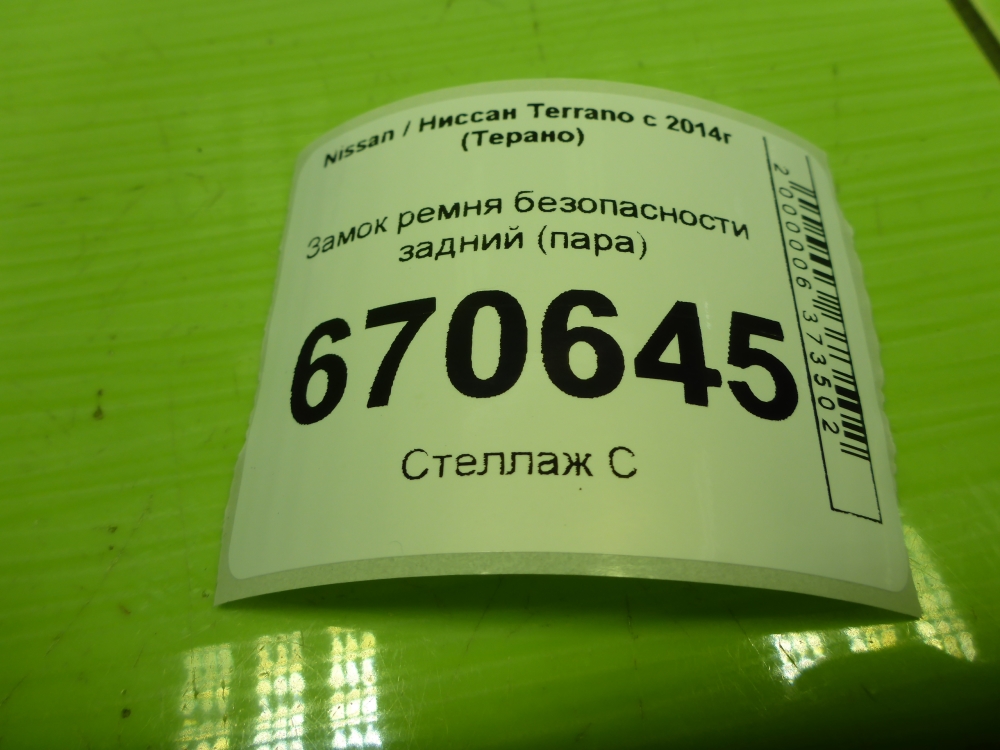 Nissan / Ниссан Terrano с 2014г
(Терано)
Замок ремня безопасности
задний (пара)
670645
Стеллаж С
2000006373502